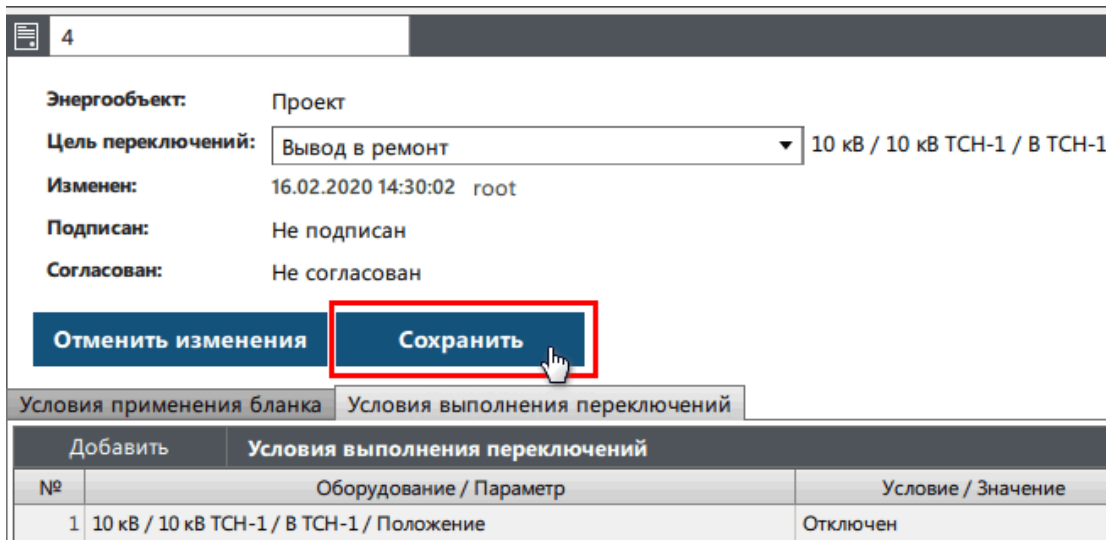 4
Энергообъект: Проект
Цель переключений: Вывод в ремонт 10 кВ / 10 кВ ТСН-1 / В ТСН-1
Изменен: 16.02.2020 14:30:02 root
Подписан: Не подписан
Согласован: Не согласован
Отменить изменения Сохранить
Условия применения бланка Условия выполнения переключений
Добавить Условия выполнения переключений
№ Оборудование / Параметр Условие / Значение
1 10 кВ / 10 кВ ТСН-1 / В ТСН-1 / Положение Отключен